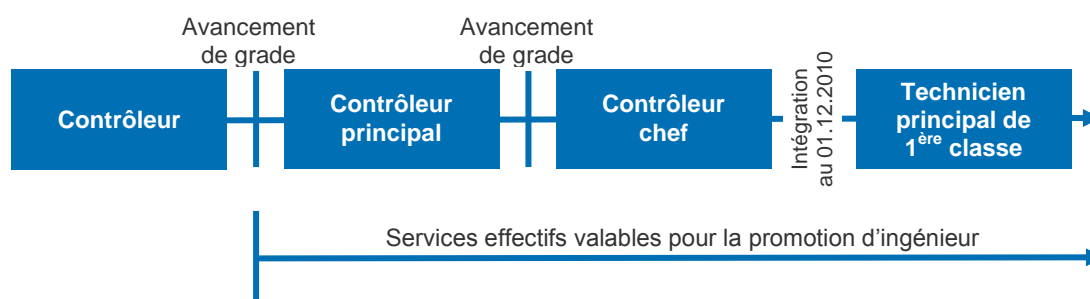 Avancement
de grade
Avancement
de grade
Contrôleur
Contrôleur
principal
Contrôleur
chef
Intégration
au 01.12.2010
Technicien
principal de
1ère classe
Services effectifs valables pour la promotion d’ingénieur